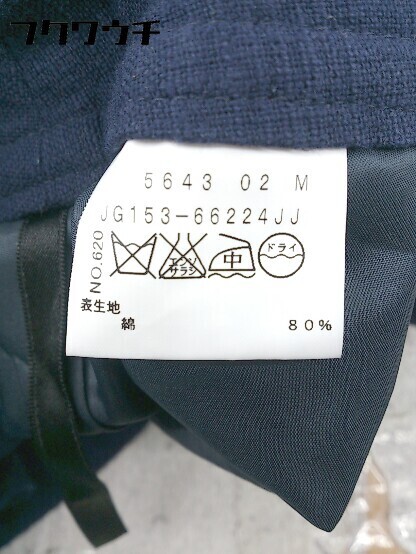 フクワウチ
5643 02 M
JG153-66224JJ
NO.620
エンソ
サラシ
中
ドライ
表生地
綿 80%